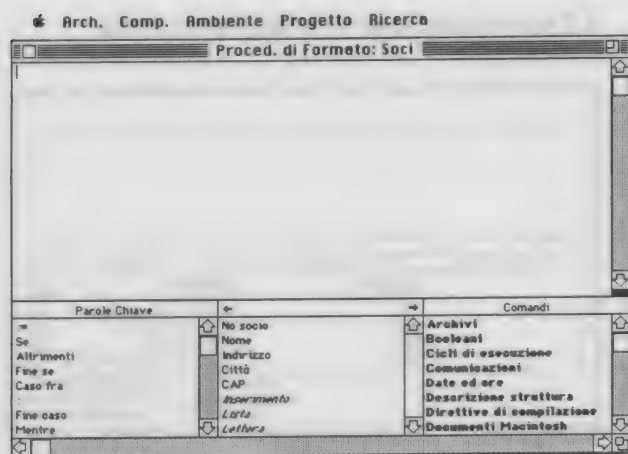 Arch. Comp. Ambiente Progetto Ricerca
Proced. di Formato: Soci
Parole Chiave
:=
Se
Altrimenti
Fine se
Caso fra
:
Fine caso
Mentre
← →
No socio
Nome
Indirizzo
Città
CAP
Inserimento
Lista
Lettera
Comandi
Archivi
Booleani
Cicli di esecuzione
Comunicazioni
Date ed ore
Descrizione struttura
Direttive di compilazione
Documenti Macintosh